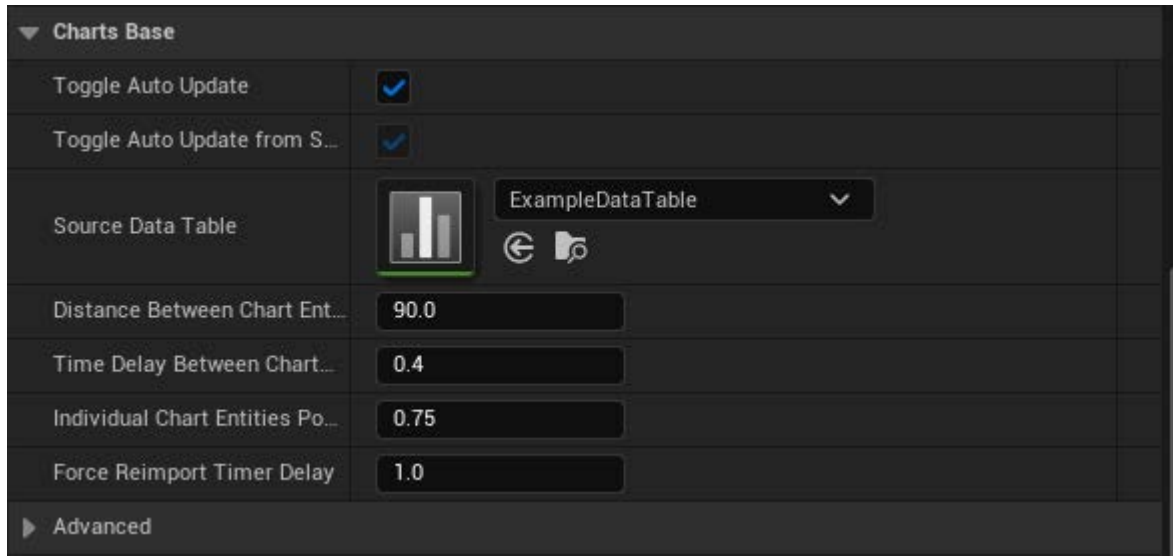 Charts Base
Toggle Auto Update
Toggle Auto Update from S...
Source Data Table
ExampleDataTable
Distance Between Chart Ent...
90.0
Time Delay Between Chart...
0.4
Individual Chart Entities Po...
0.75
Force Reimport Timer Delay
1.0
Advanced